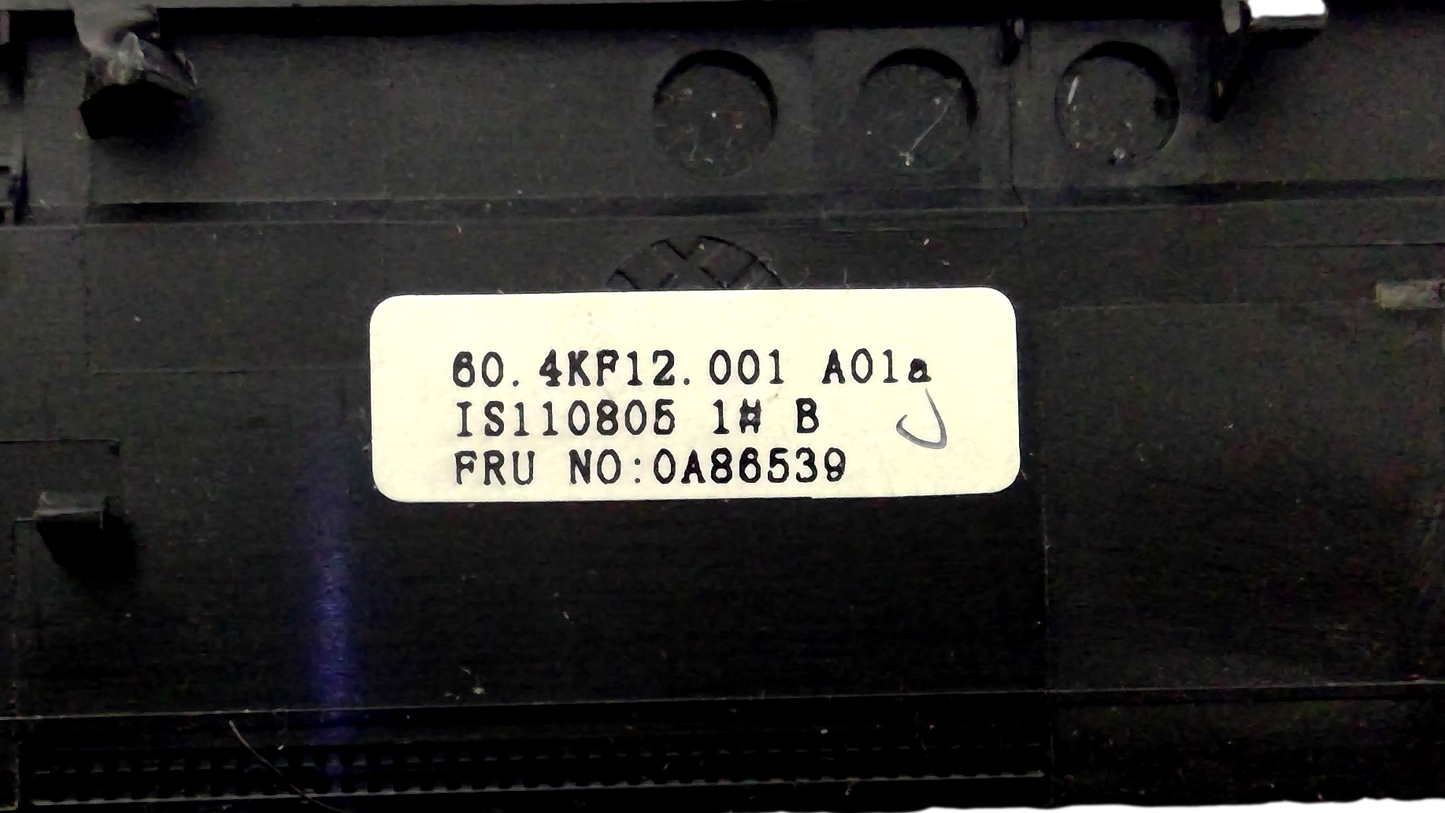 60.4KF12.001 A01a
IS110805 1# B
FRU NO:0A86539